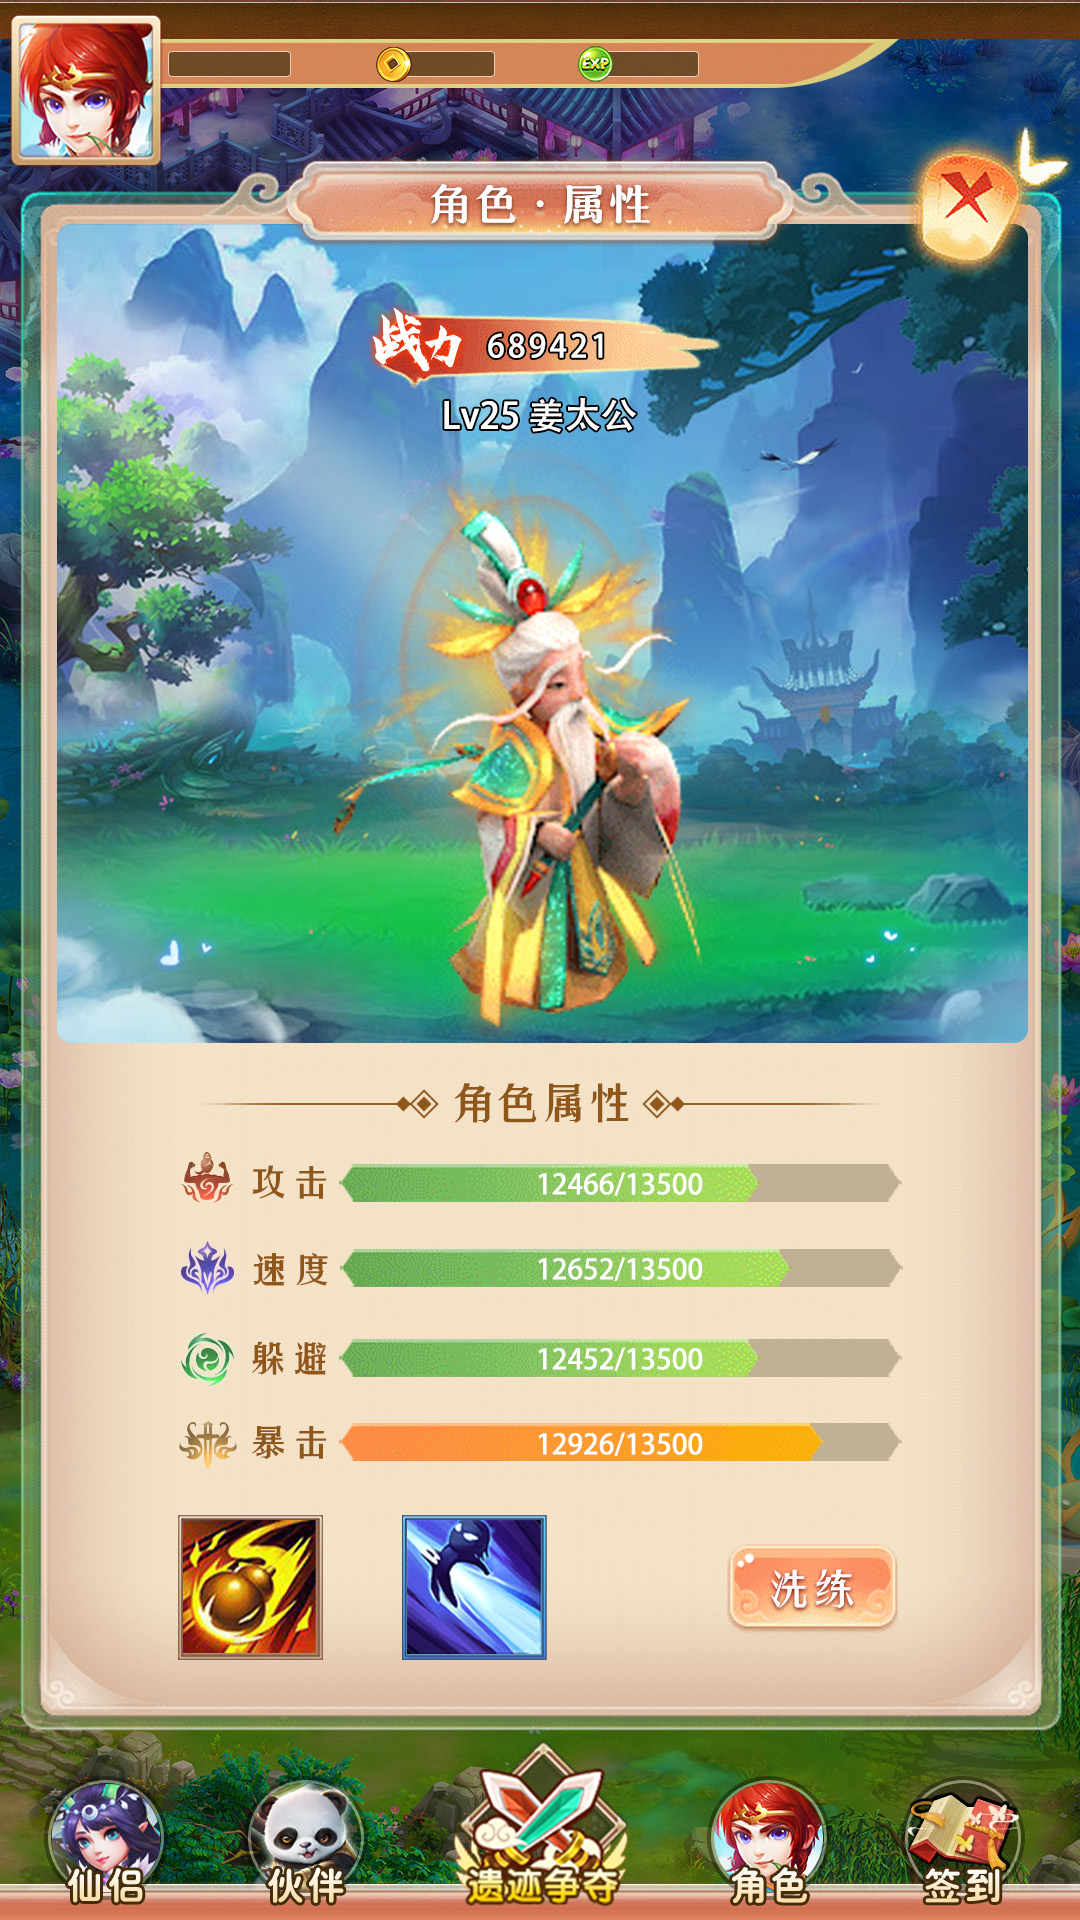 EXP
角色·属性
战力 689421
Lv25 姜太公
角色属性
攻击 12466/13500
速度 12652/13500
躲避 12452/13500
暴击 12926/13500
洗练
仙侣 伙伴 遗迹争夺 角色 签到